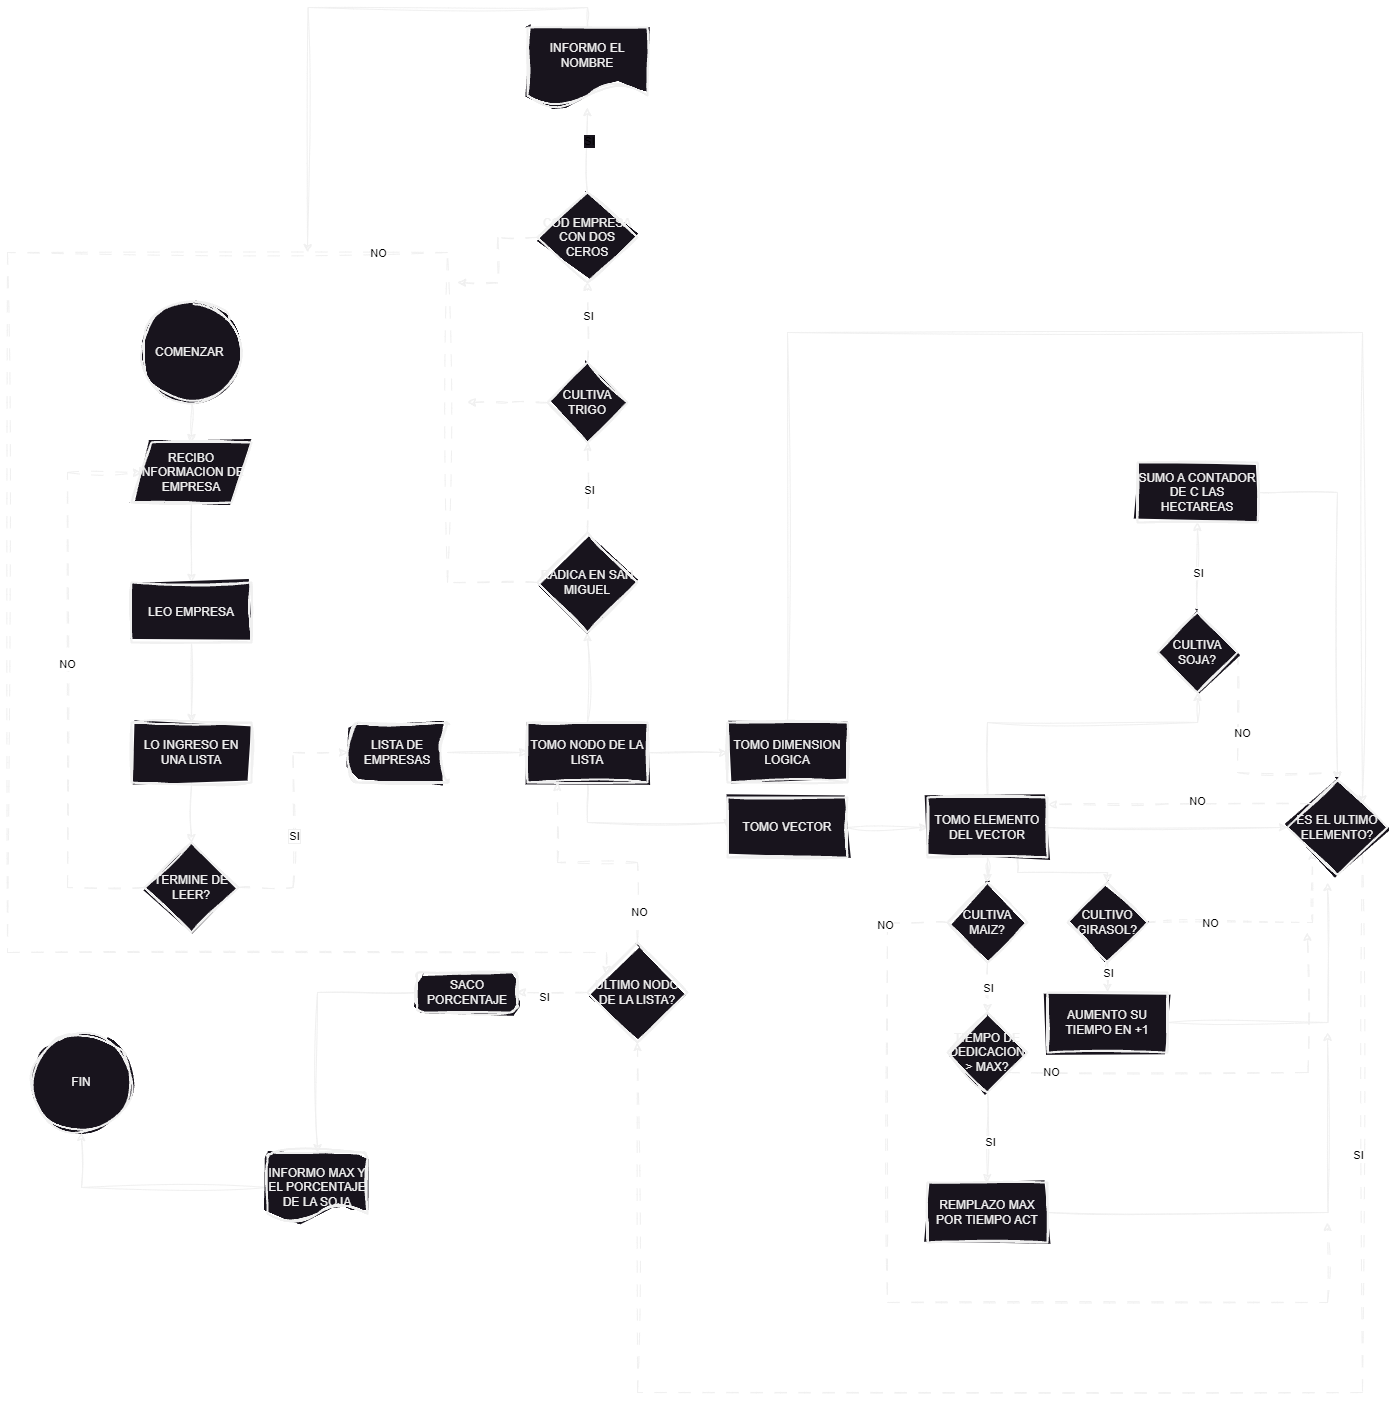 INFORMO EL
NOMBRE
COD EMPRESA
CON DOS
CEROS
NO
SI
COMENZAR
CULTIVA
TRIGO
RECIBO
INFORMACION DE
EMPRESA
SI
SUMO A CONTADOR
DE C LAS
HECTAREAS
RADICA EN SAN
MIGUEL
SI
LEO EMPRESA
CULTIVA
SOJA?
NO
NO
LO INGRESO EN
UNA LISTA
LISTA DE
EMPRESAS
TOMO NODO DE LA
LISTA
TOMO DIMENSION
LOGICA
NO
TOMO VECTOR
TOMO ELEMENTO
DEL VECTOR
ES EL ULTIMO
ELEMENTO?
SI
TERMINE DE
LEER?
NO
NO
CULTIVA
MAIZ?
CULTIVO
GIRASOL?
NO
SI
SACO
PORCENTAJE
SI
ULTIMO NODO
DE LA LISTA?
SI
AUMENTO SU
TIEMPO EN +1
TIEMPO DE
DEDICACION
> MAX?
NO
FIN
SI
SI
INFORMO MAX Y
EL PORCENTAJE
DE LA SOJA
REMPLAZO MAX
POR TIEMPO ACT